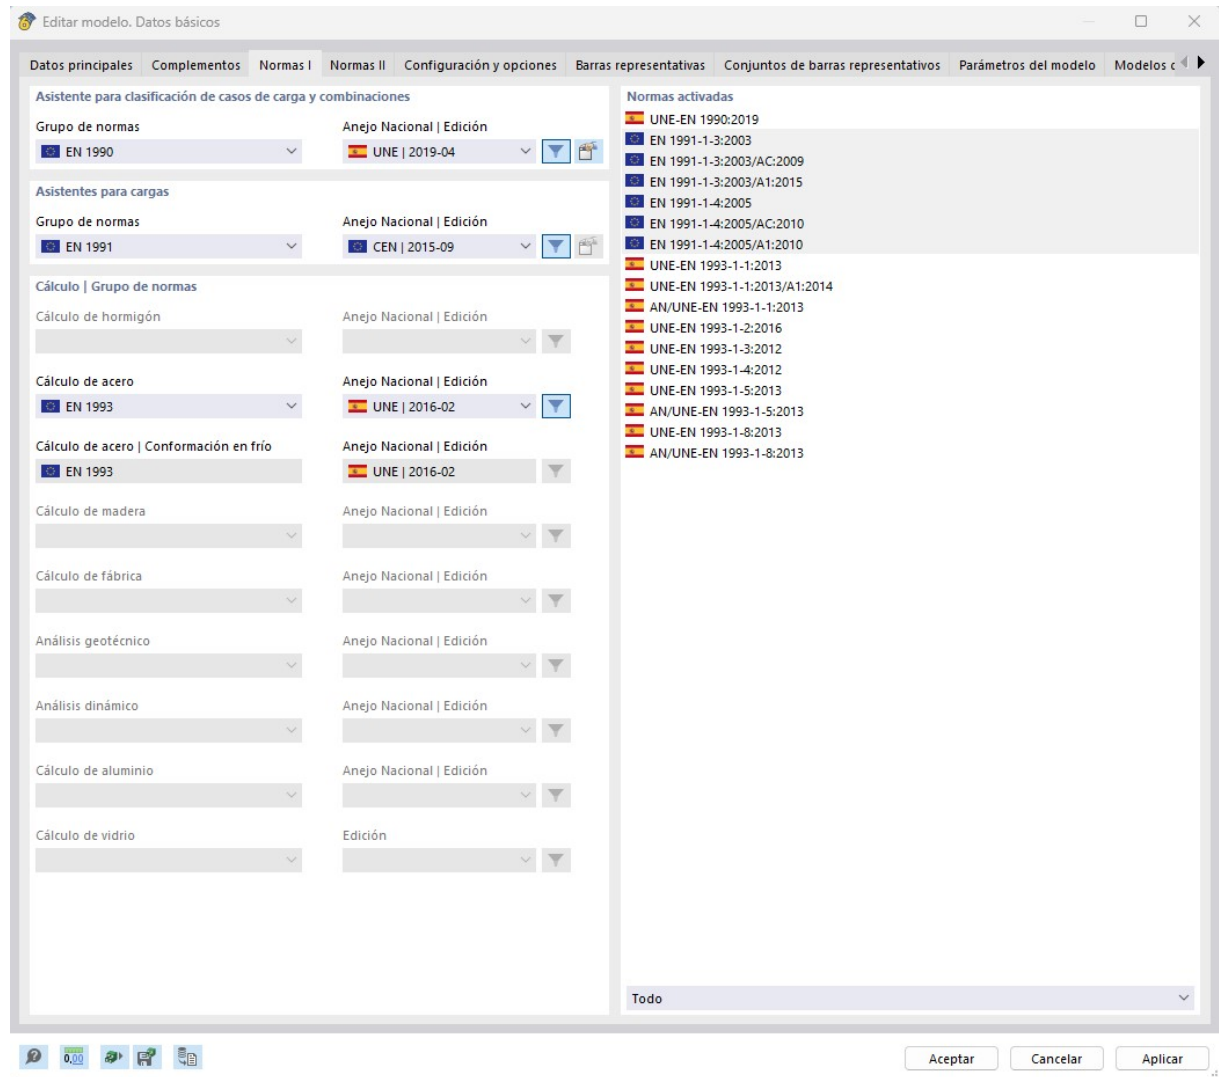 Editar modelo. Datos básicos
Datos principales Complementos Normas I Normas II Configuración y opciones Barras representativas Conjuntos de barras representativos Parámetros del modelo Modelos
Asistente para clasificación de casos de carga y combinaciones
Grupo de normas Anejo Nacional | Edición
EN 1990 UNE | 2019-04
Asistentes para cargas
Grupo de normas Anejo Nacional | Edición
EN 1991 CEN | 2015-09
Cálculo | Grupo de normas
Cálculo de hormigón Anejo Nacional | Edición
Cálculo de acero Anejo Nacional | Edición
EN 1993 UNE | 2016-02
Cálculo de acero | Conformación en frío Anejo Nacional | Edición
EN 1993 UNE | 2016-02
Cálculo de madera Anejo Nacional | Edición
Cálculo de fábrica Anejo Nacional | Edición
Análisis geotécnico Anejo Nacional | Edición
Análisis dinámico Anejo Nacional | Edición
Cálculo de aluminio Anejo Nacional | Edición
Cálculo de vidrio Edición
Normas activadas
UNE-EN 1990:2019
EN 1991-1-3:2003
EN 1991-1-3:2003/AC:2009
EN 1991-1-3:2003/A1:2015
EN 1991-1-4:2005
EN 1991-1-4:2005/AC:2010
EN 1991-1-4:2005/A1:2010
UNE-EN 1993-1-1:2013
UNE-EN 1993-1-1:2013/A1:2014
AN/UNE-EN 1993-1-1:2013
UNE-EN 1993-1-2:2016
UNE-EN 1993-1-3:2012
UNE-EN 1993-1-4:2012
UNE-EN 1993-1-5:2013
AN/UNE-EN 1993-1-5:2013
UNE-EN 1993-1-8:2013
AN/UNE-EN 1993-1-8:2013
Todo
0,00
Aceptar Cancelar Aplicar